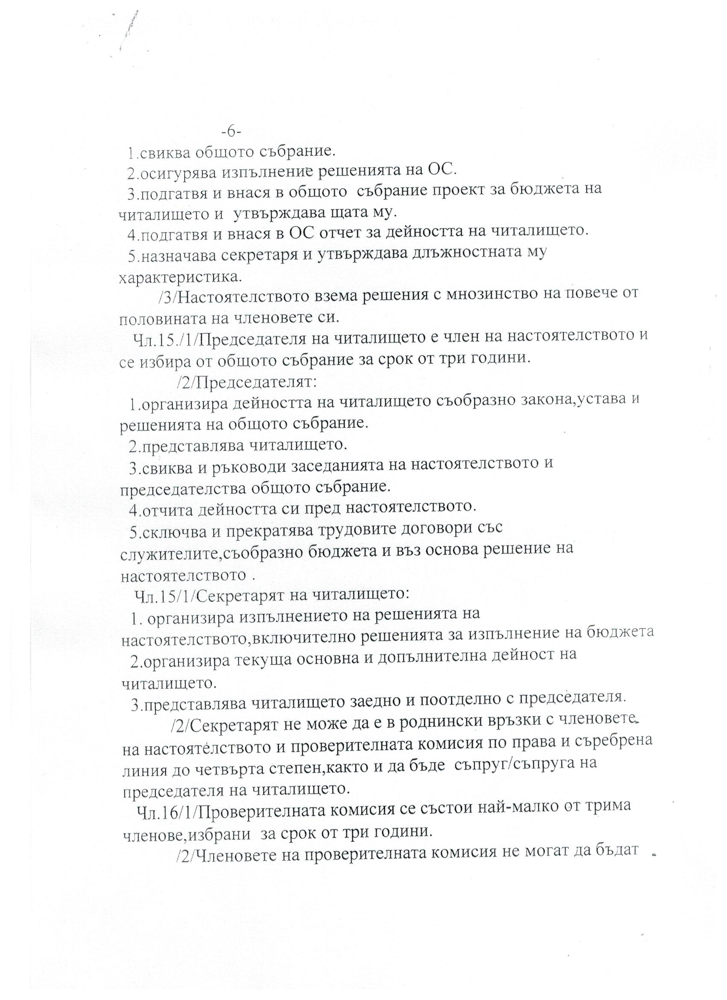 -6-
1.свиква общото събрание.
2.осигурява изпълнение решенията на ОС.
3.подгатвя и внася в общото събрание проект за бюджета на
читалището и утвърждава щата му.
4.подгатвя и внася в ОС отчет за дейността на читалището.
5.назначава секретаря и утвърждава длъжностната му
характеристика.
/3/Настоятелството взема решения с мнозинство на повече от
половината на членовете си.
Чл.15./1/Председателя на читалището е член на настоятелството и
се избира от общото събрание за срок от три години.
/2/Председателят:
1.организира дейността на читалището съобразно закона,устава и
решенията на общото събрание.
2.представлява читалището.
3.свиква и ръководи заседанията на настоятелството и
председателства общото събрание.
4.отчита дейността си пред настоятелството.
5.сключва и прекратява трудовите договори със
служителите,съобразно бюджета и въз основа решение на
настоятелството .
Чл.15/1/Секретарят на читалището:
1. организира изпълнението на решенията на
настоятелството,включително решенията за изпълнение на бюджета
2.организира текуща основна и допълнителна дейност на
читалището.
3.представлява читалището заедно и поотделно с председателя.
/2/Секретарят не може да е в роднински връзки с членовете
на настоятелството и проверителната комисия по права и съребрена
линия до четвърта степен,както и да бъде съпруг/съпруга на
председателя на читалището.
Чл.16/1/Проверителната комисия се състои най-малко от трима
членове,избрани за срок от три години.
/2/Членовете на проверителната комисия не могат да бъдат